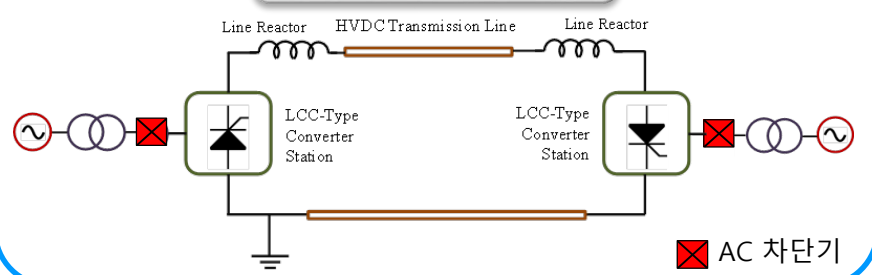 Line Reactor
HVDC Transmission Line
Line Reactor
LCC-Type
Converter
Station
LCC-Type
Converter
Station
AC 차단기